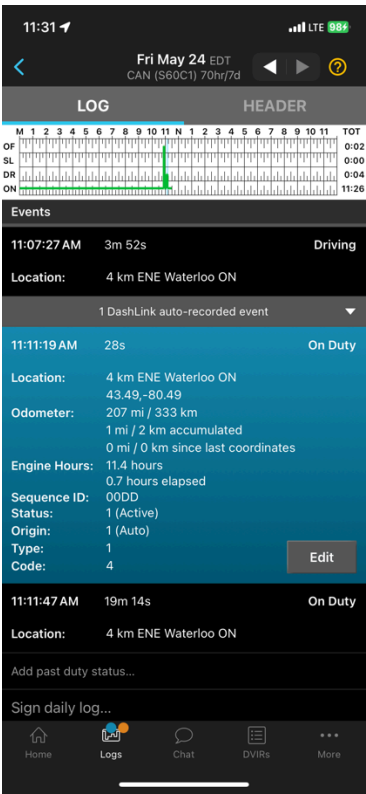 11:31 LTE 98
Fri May 24 EDT
CAN (S60C1) 70hr/7d
LOG HEADER
M 1 2 3 4 5 6 7 8 9 10 11 N 1 2 3 4 5 6 7 8 9 10 11 TOT
OF 0:02
SL 0:00
DR 0:04
ON 11:26
Events
11:07:27 AM 3m 52s Driving
Location: 4 km ENE Waterloo ON
1 DashLink auto-recorded event
11:11:19 AM 28s On Duty
Location: 4 km ENE Waterloo ON
43.49,-80.49
Odometer: 207 mi / 333 km
1 mi / 2 km accumulated
0 mi / 0 km since last coordinates
Engine Hours: 11.4 hours
0.7 hours elapsed
Sequence ID: 00DD
Status: 1 (Active)
Origin: 1 (Auto)
Type: 1
Code: 4
Edit
11:11:47 AM 19m 14s On Duty
Location: 4 km ENE Waterloo ON
Add past duty status...
Sign daily log...
Home Logs Chat DVIRs More